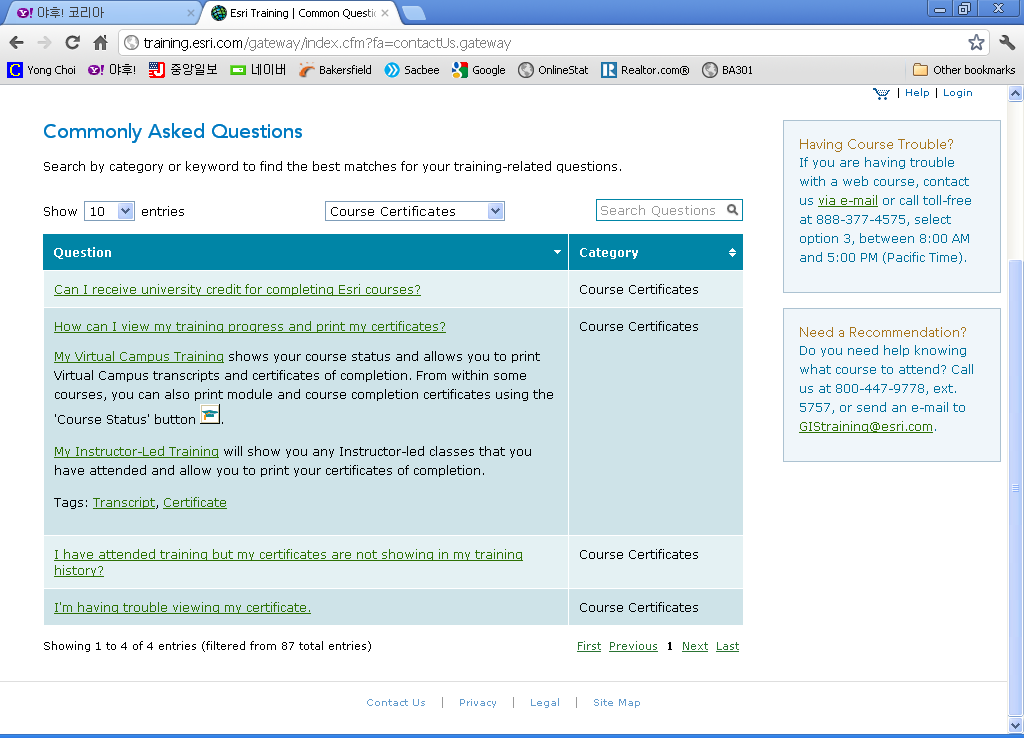 야후! 코리아
Esri Training | Common Questi
training.esri.com/gateway/index.cfm?fa=contactUs.gateway
Yong Choi 야후! 중앙일보 네이버 Bakersfield Sacbee Google OnlineStat Realtor.com® BA301 Other bookmarks
| Help | Login
Commonly Asked Questions
Search by category or keyword to find the best matches for your training-related questions.
Show 10 entries Course Certificates Search Questions
Question Category
Can I receive university credit for completing Esri courses? Course Certificates
How can I view my training progress and print my certificates? Course Certificates
My Virtual Campus Training shows your course status and allows you to print
Virtual Campus transcripts and certificates of completion. From within some
courses, you can also print module and course completion certificates using the
'Course Status' button .
My Instructor-Led Training will show you any Instructor-led classes that you
have attended and allow you to print your certificates of completion.
Tags: Transcript, Certificate
I have attended training but my certificates are not showing in my training
history?
Course Certificates
I'm having trouble viewing my certificate. Course Certificates
Showing 1 to 4 of 4 entries (filtered from 87 total entries) First Previous 1 Next Last
Having Course Trouble?
If you are having trouble
with a web course, contact
us via e-mail or call toll-free
at 888-377-4575, select
option 3, between 8:00 AM
and 5:00 PM (Pacific Time).
Need a Recommendation?
Do you need help knowing
what course to attend? Call
us at 800-447-9778, ext.
5757, or send an e-mail to
GIStraining@esri.com.
Contact Us | Privacy | Legal | Site Map